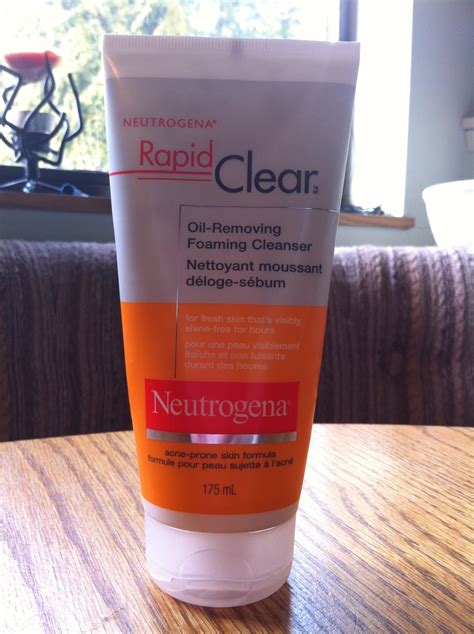 NEUTROGENA®
Rapid
Clear
Oil-Removing
Foaming Cleanser
Nettoyant moussant
déloge-sébum
for fresh skin that's visibly
shine-free for hours
pour une peau visiblement
fraîche et non luisante
durant des heures
Neutrogena®
acne-prone skin formula
formule pour peau sujette à l'acné
175 mL